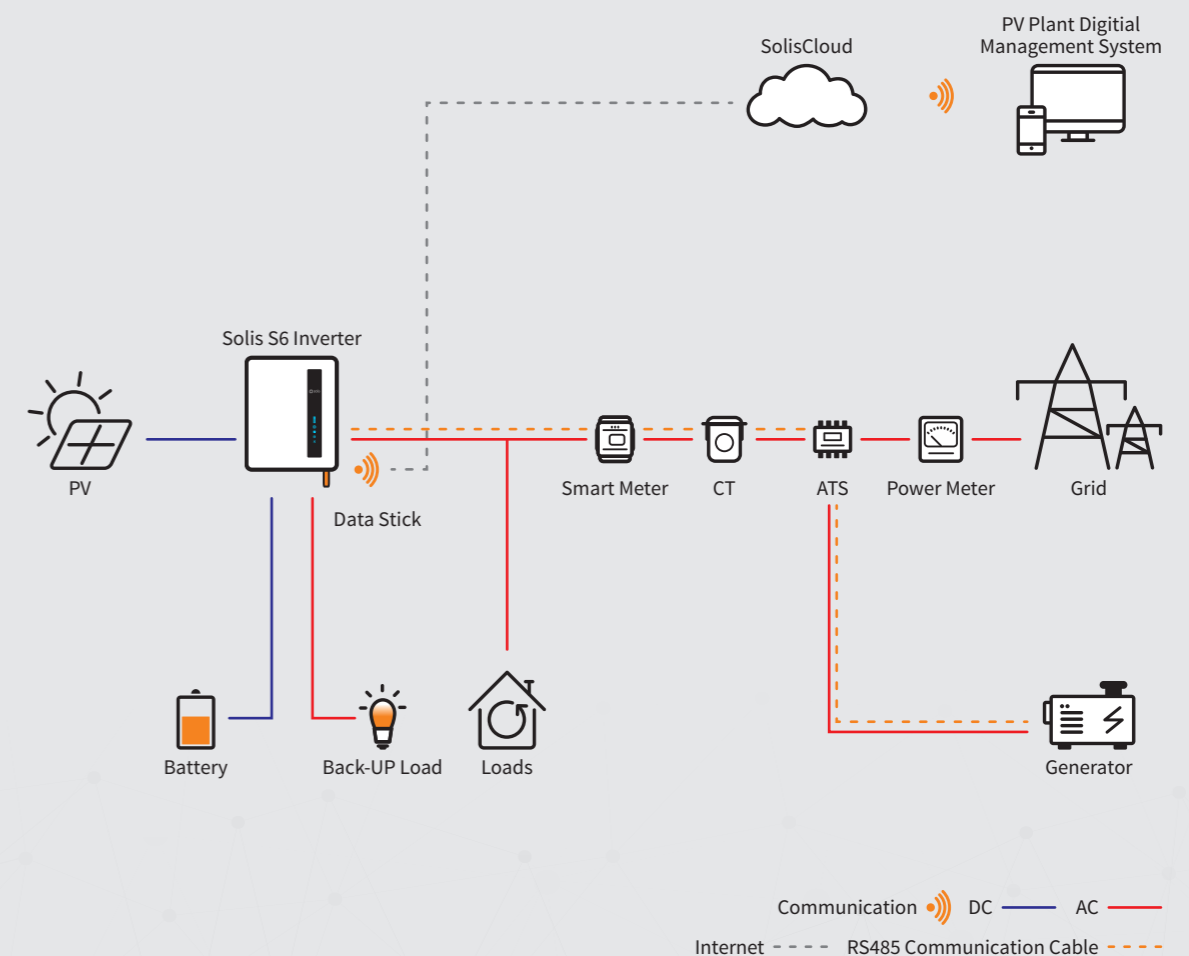 PV Plant Digitial
Management System
SolisCloud
Solis S6 Inverter
PV
Data Stick
Smart Meter
CT
ATS
Power Meter
Grid
Battery
Back-UP Load
Loads
Generator
Communication
DC
AC
Internet
RS485 Communication Cable